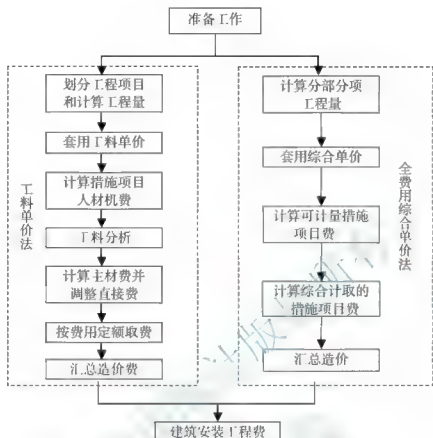 准备工作
划分工程项目
和计算工程量
套用工料单价
计算措施项目
人材机费
工料分析
计算主材费并
调整直接费
按费用定额取费
汇总造价费
工料单价法
计算分部分项
工程量
套用综合单价
计算可计量措施
项目费
计算综合计取的
措施项目费
汇总造价
全费用综合单价法
建筑安装工程费